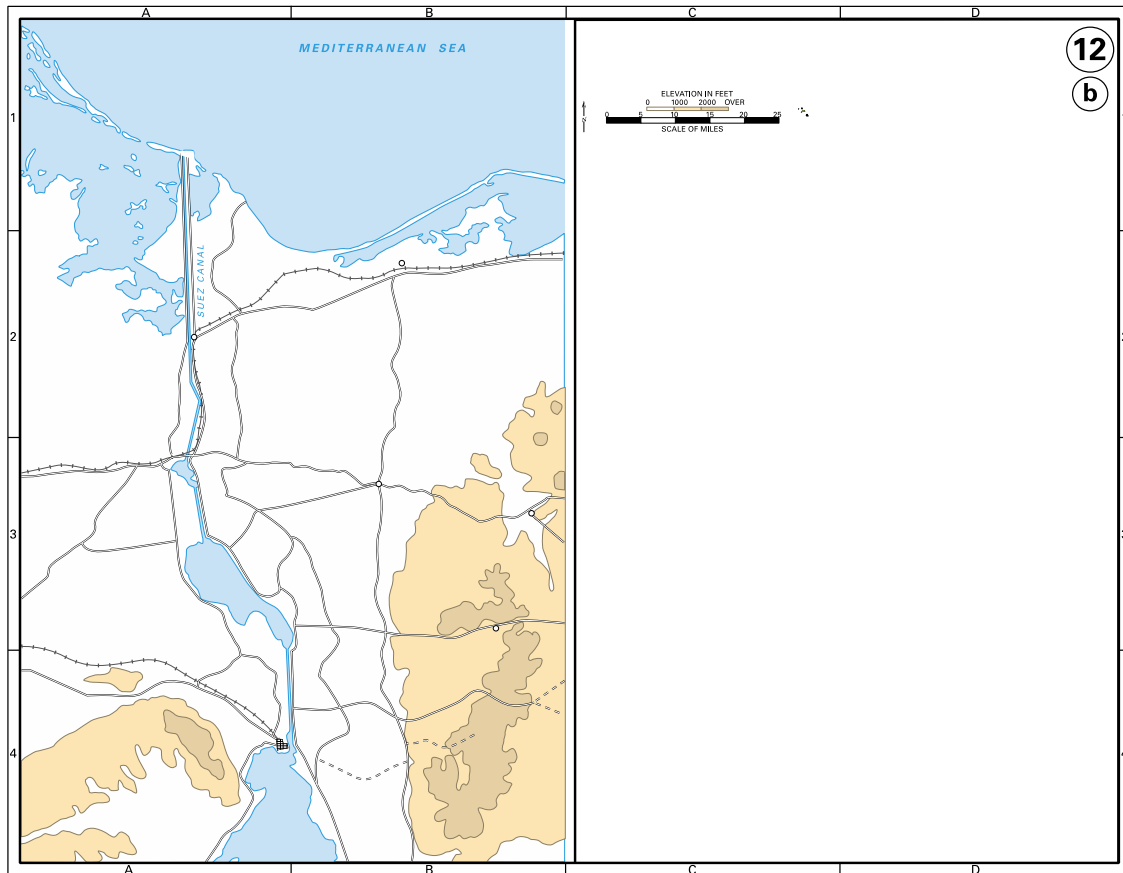 A B C D
MEDITERRANEAN SEA
12
b
ELEVATION IN FEET
0 1000 2000 OVER
N
0 5 10 15 20 25
SCALE OF MILES
1
SUEZ CANAL
2
3
4
A B C D